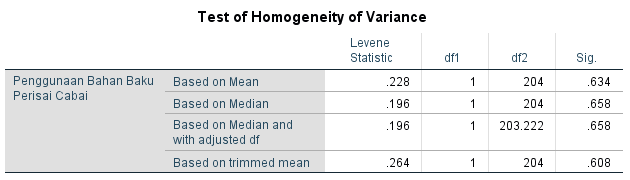 Test of Homogeneity of Variance
Levene Statistic df1 df2 Sig.
Penggunaan Bahan Baku Perisai Cabai
Based on Mean .228 1 204 .634
Based on Median .196 1 204 .658
Based on Median and with adjusted df .196 1 203.222 .658
Based on trimmed mean .264 1 204 .608